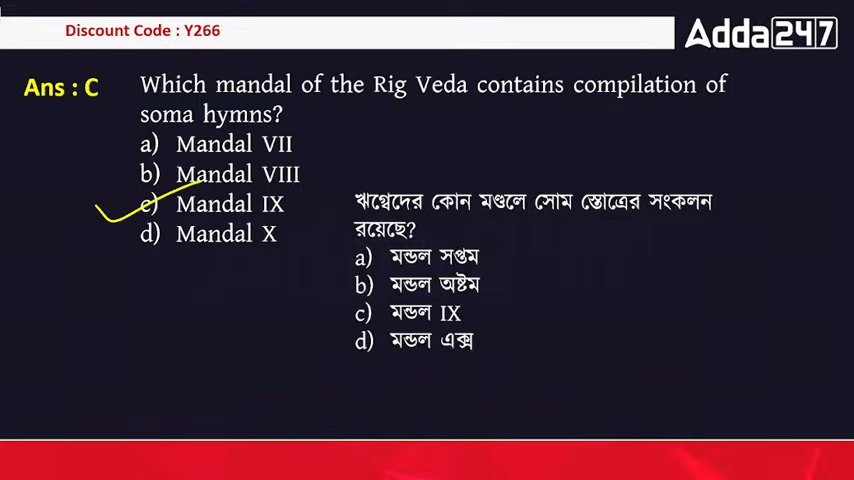 Discount Code : Y266
Adda247
Ans : C
Which mandal of the Rig Veda contains compilation of
soma hymns?
a) Mandal VII
b) Mandal VIII
c) Mandal IX
d) Mandal X
ঋগ্বেদের কোন মণ্ডলে সোম স্তোত্রের সংকলন
রয়েছে?
a) মন্ডল সপ্তম
b) মন্ডল অষ্টম
c) মন্ডল IX
d) মন্ডল এক্স